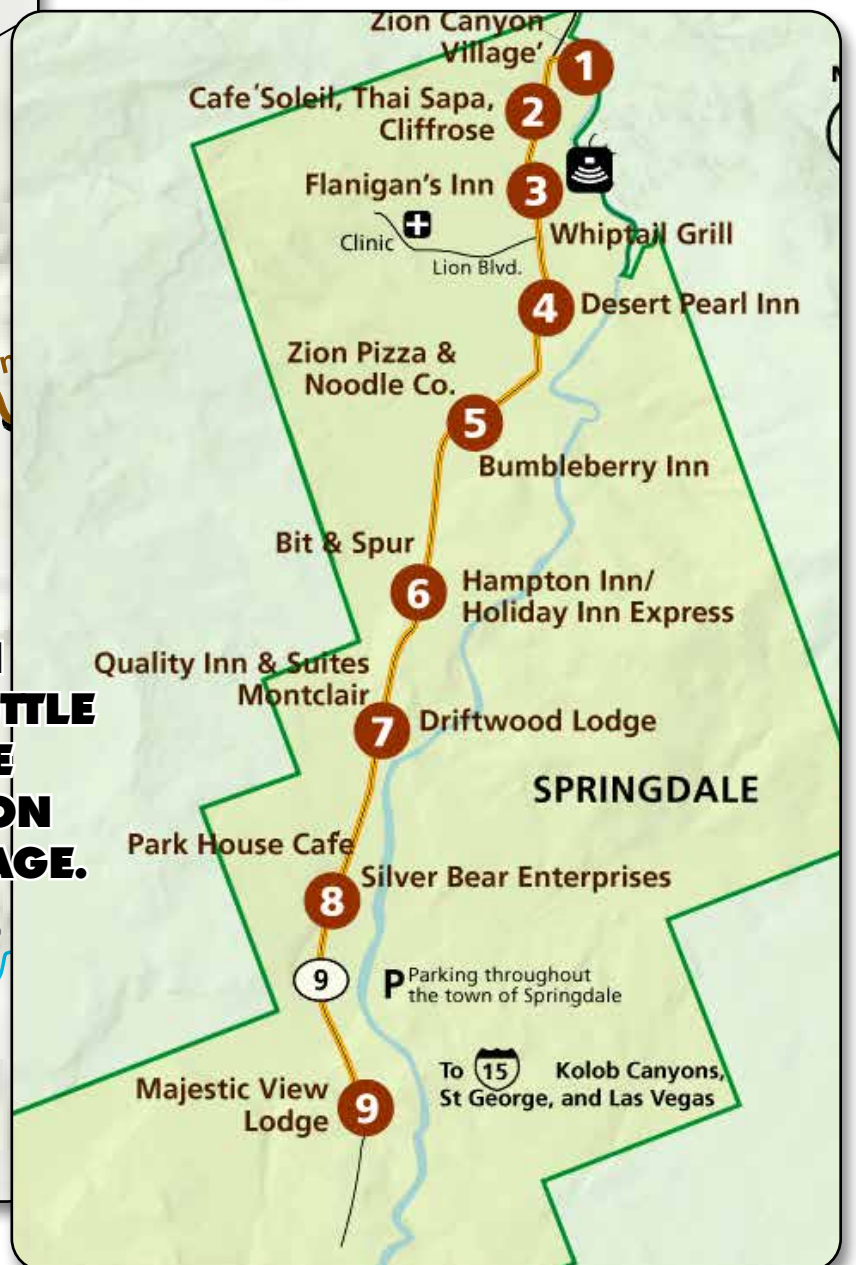 Zion Canyon
Village'
1
Cafe´Soleil, Thai Sapa,
Cliffrose
2
Flanigan's Inn
3
Whiptail Grill
Clinic
Lion Blvd.
4
Desert Pearl Inn
Zion Pizza &
Noodle Co.
5
Bumbleberry Inn
Bit & Spur
6
Hampton Inn/
Holiday Inn Express
Quality Inn & Suites
Montclair
7
Driftwood Lodge
SPRINGDALE
Park House Cafe
8
Silver Bear Enterprises
9
P Parking throughout
the town of Springdale
To 15 Kolob Canyons,
St George, and Las Vegas
Majestic View
Lodge
9